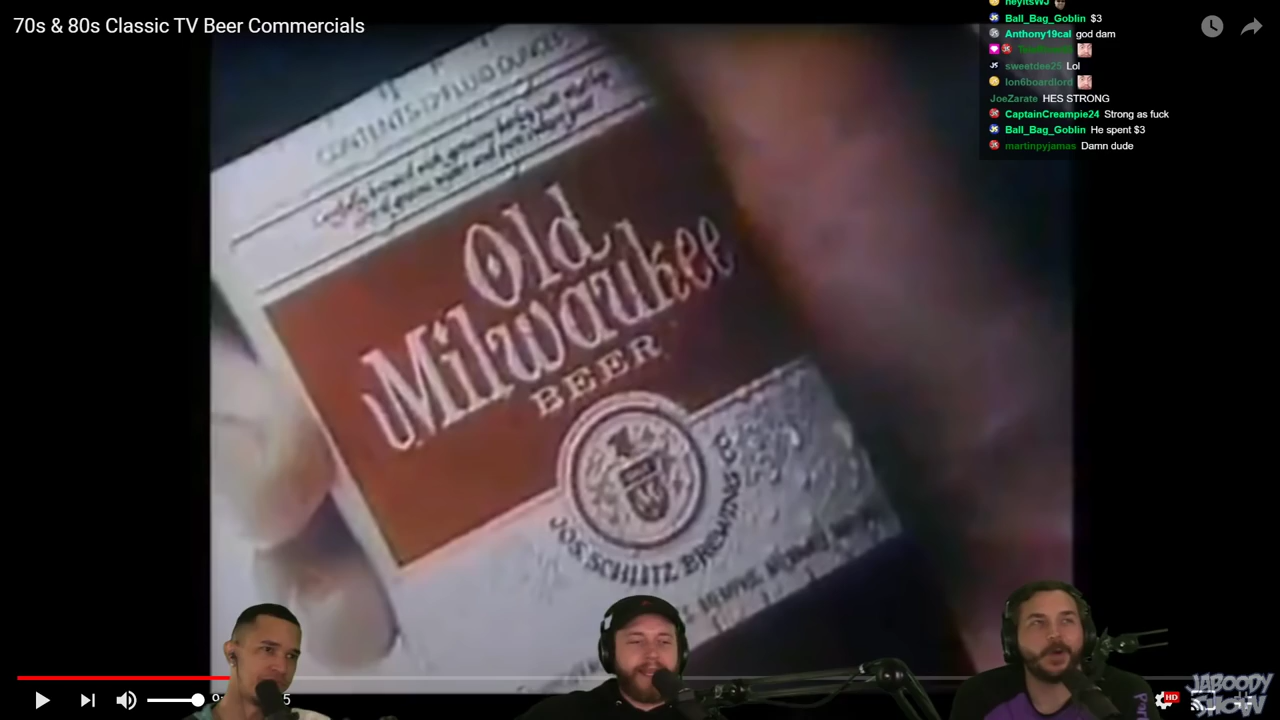 70s & 80s Classic TV Beer Commercials
heyitsWJ
Ball_Bag_Goblin $3
Anthony19cal god dam
sweetdee25 Lol
lon6boardlord
JoeZarate HES STRONG
CaptainCreampie24 Strong as fuck
Ball_Bag_Goblin He spent $3
martinpyjamas Damn dude
CONTENTS 12 FLUID OUNCES
Old
Milwaukee
BEER
JOS. SCHLITZ BREWING CO.
HD
JABOODY
SHOW